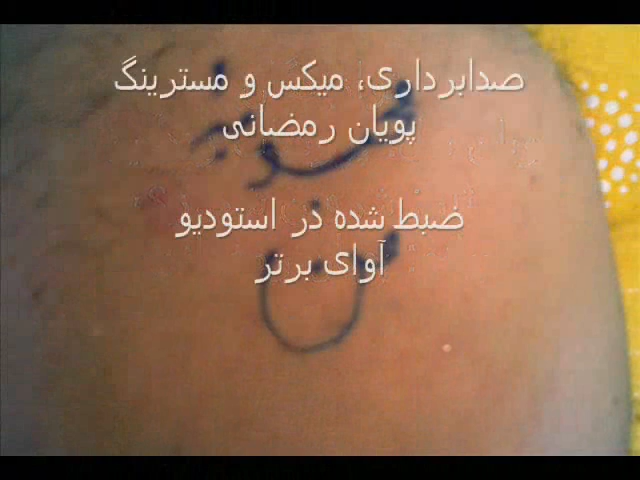 صدابرداری، میکس و مسترینگ
پویان رمضانی
ضبط شده در استودیو
آوای برتر